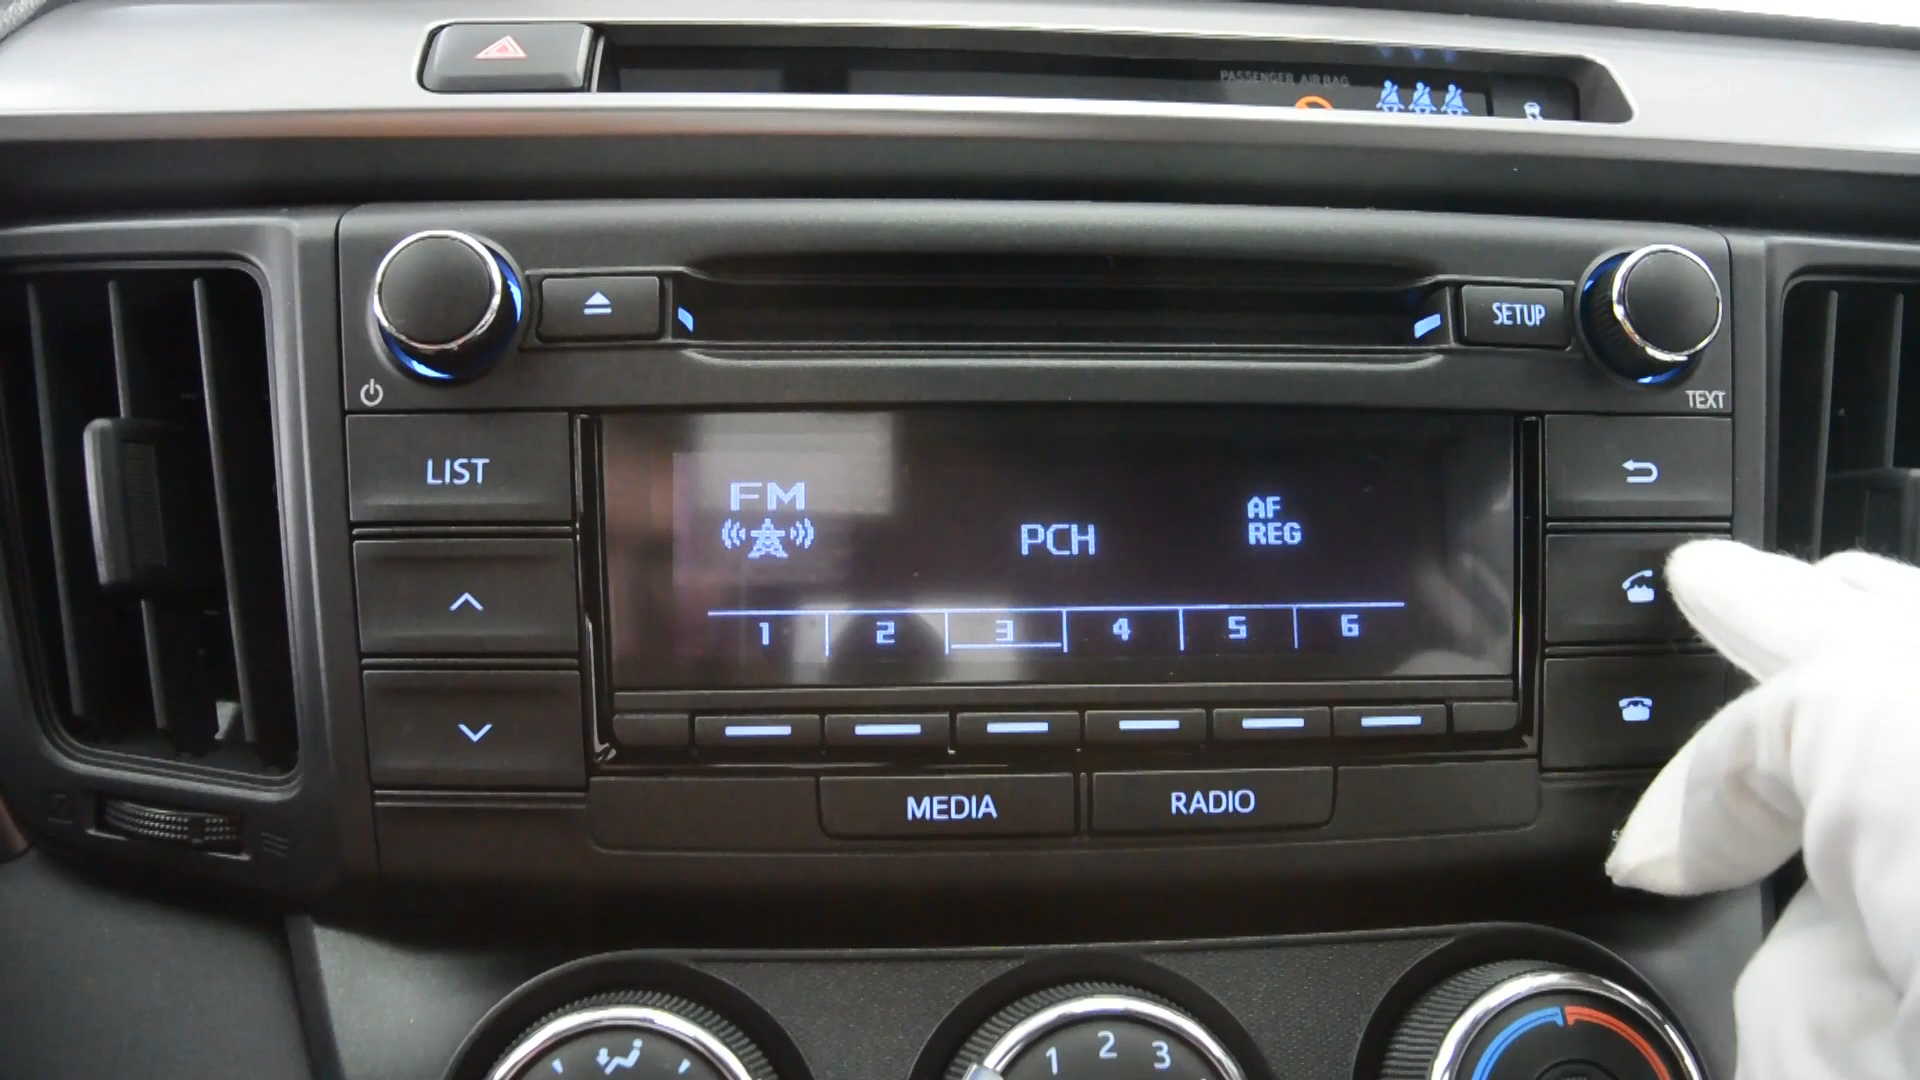 PASSENGER AIR BAG
SETUP
TEXT
LIST
FM
PCH
AF
REG
1 2 3 4 5 6
MEDIA
RADIO
1 2 3